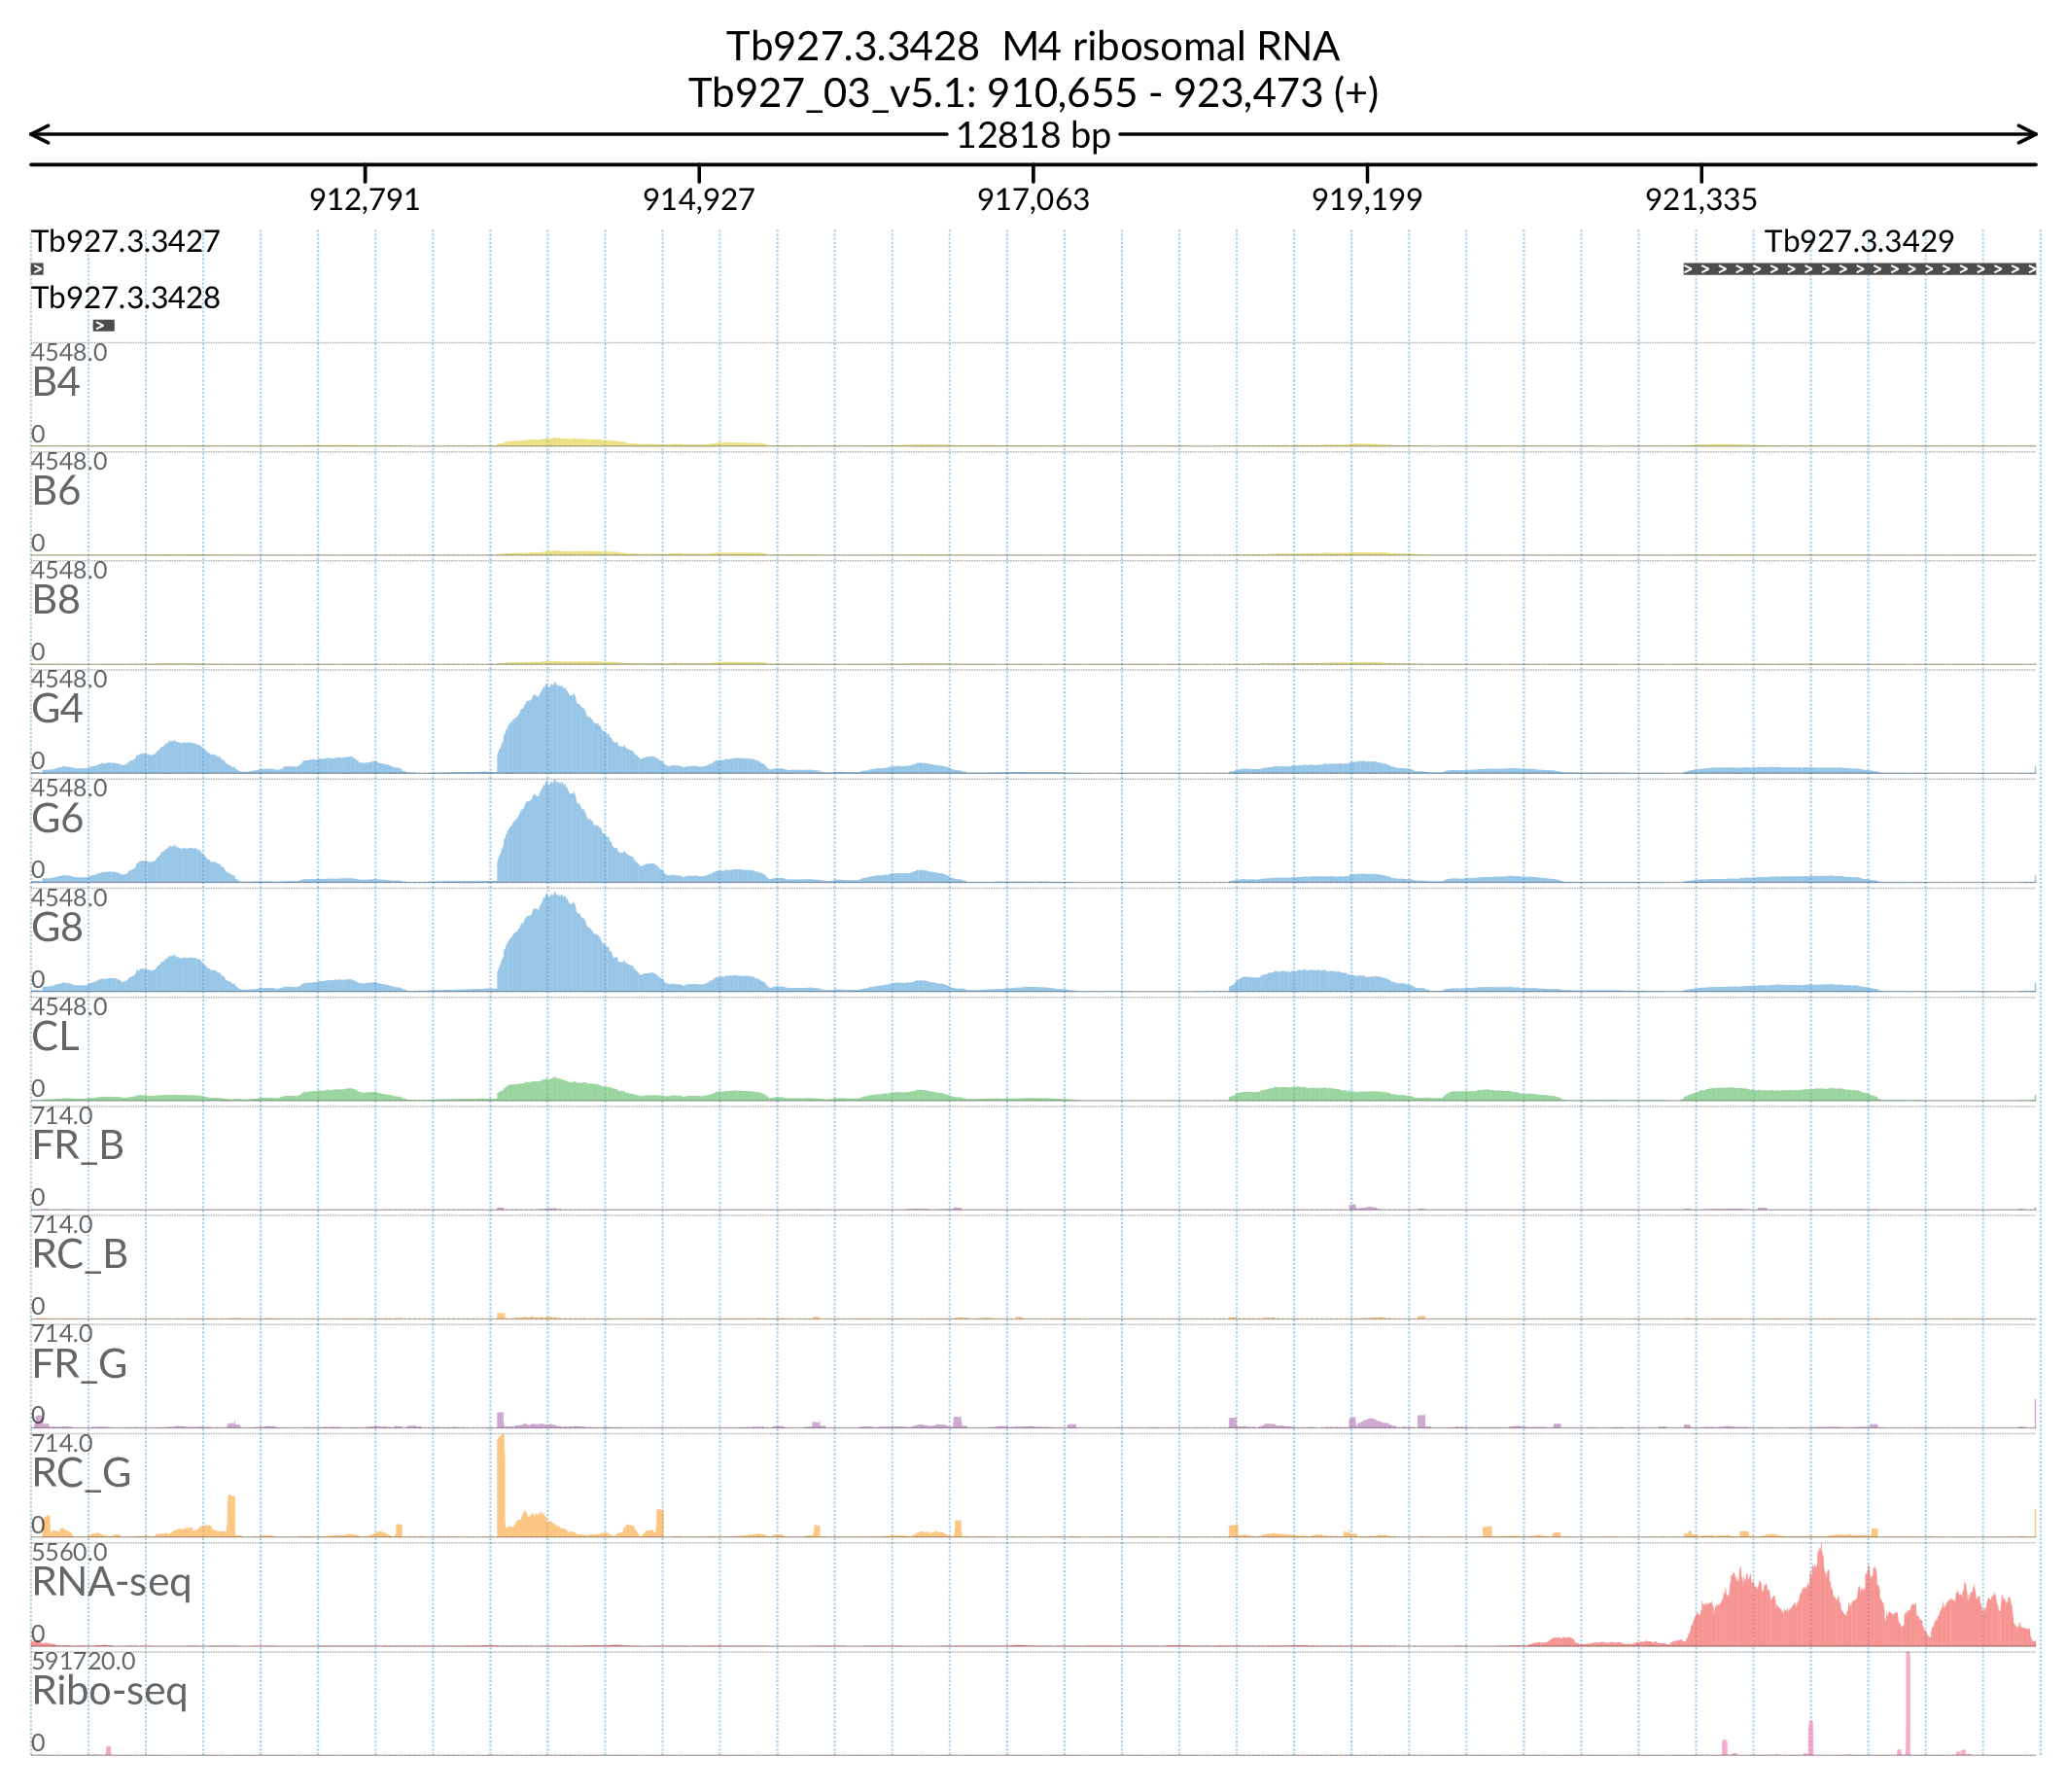 Tb927.3.3428  M4 ribosomal RNA
Tb927_03_v5.1: 910,655 - 923,473 (+)
12818 bp
912,791 914,927 917,063 919,199 921,335
Tb927.3.3427 Tb927.3.3429
Tb927.3.3428
4548.0
B4
0
4548.0
B6
0
4548.0
B8
0
4548.0
G4
0
4548.0
G6
0
4548.0
G8
0
4548.0
CL
0
714.0
FR_B
0
714.0
RC_B
0
714.0
FR_G
0
714.0
RC_G
0
5560.0
RNA-seq
0
591720.0
Ribo-seq
0